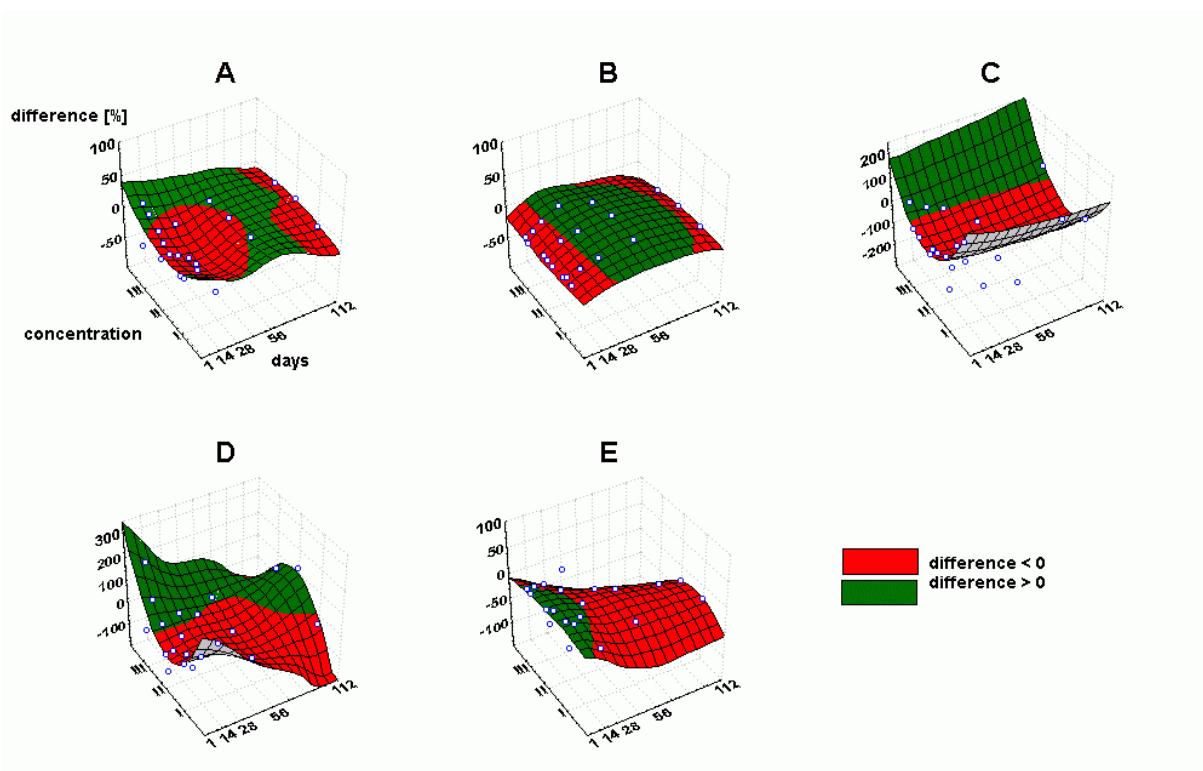 A
B
C
difference [%]
100
50
0
-50
III
II
I
concentration
1 14 28 56 112
days
100
50
0
-50
III
II
I
1 14 28 56 112
200
100
0
-100
-200
III
II
I
1 14 28 56 112
D
E
300
200
100
0
-100
III
II
I
1 14 28 56 112
100
50
0
-50
-100
III
II
I
1 14 28 56 112
difference < 0
difference > 0